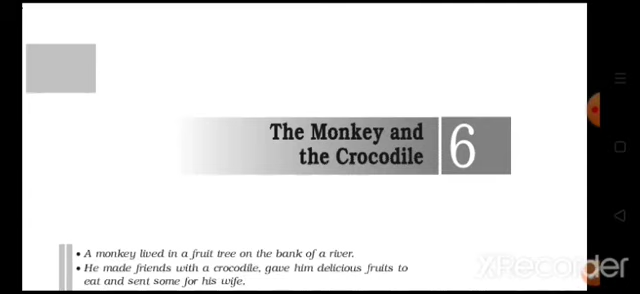 The Monkey and
the Crocodile
6
• A monkey lived in a fruit tree on the bank of a river.
• He made friends with a crocodile, gave him delicious fruits to
eat and sent some for his wife.
XRecorder